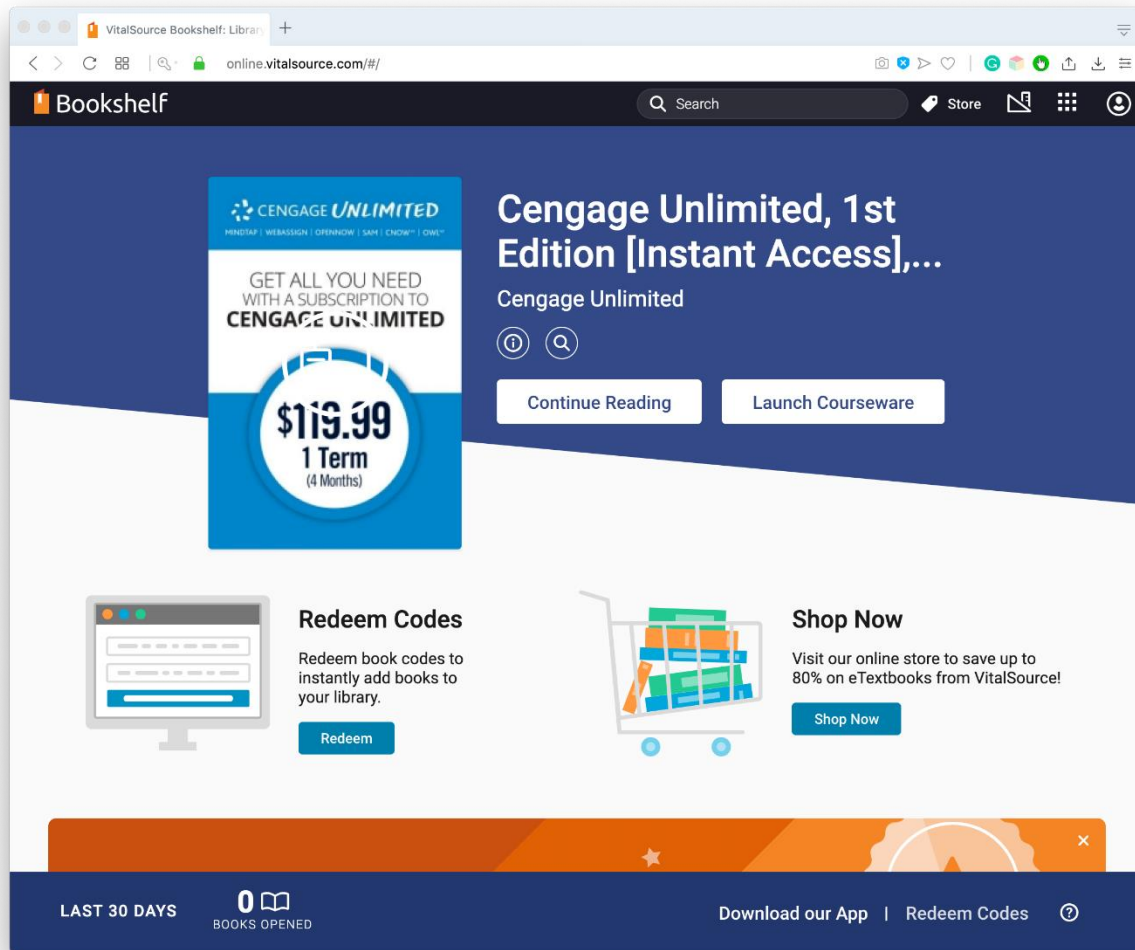 VitalSource Bookshelf: Library
online.vitalsource.com/#/
Bookshelf
Search
Store
CENGAGE UNLIMITED
MINDTAP | WEBASSIGN | OPENNOW | SAM | CNOW™ | OWL™
GET ALL YOU NEED
WITH A SUBSCRIPTION TO
CENGAGE UNLIMITED
$119.99
1 Term
(4 Months)
Cengage Unlimited, 1st
Edition [Instant Access],...
Cengage Unlimited
Continue Reading
Launch Courseware
Redeem Codes
Redeem book codes to
instantly add books to
your library.
Redeem
Shop Now
Visit our online store to save up to
80% on eTextbooks from VitalSource!
Shop Now
LAST 30 DAYS
0
BOOKS OPENED
Download our App | Redeem Codes